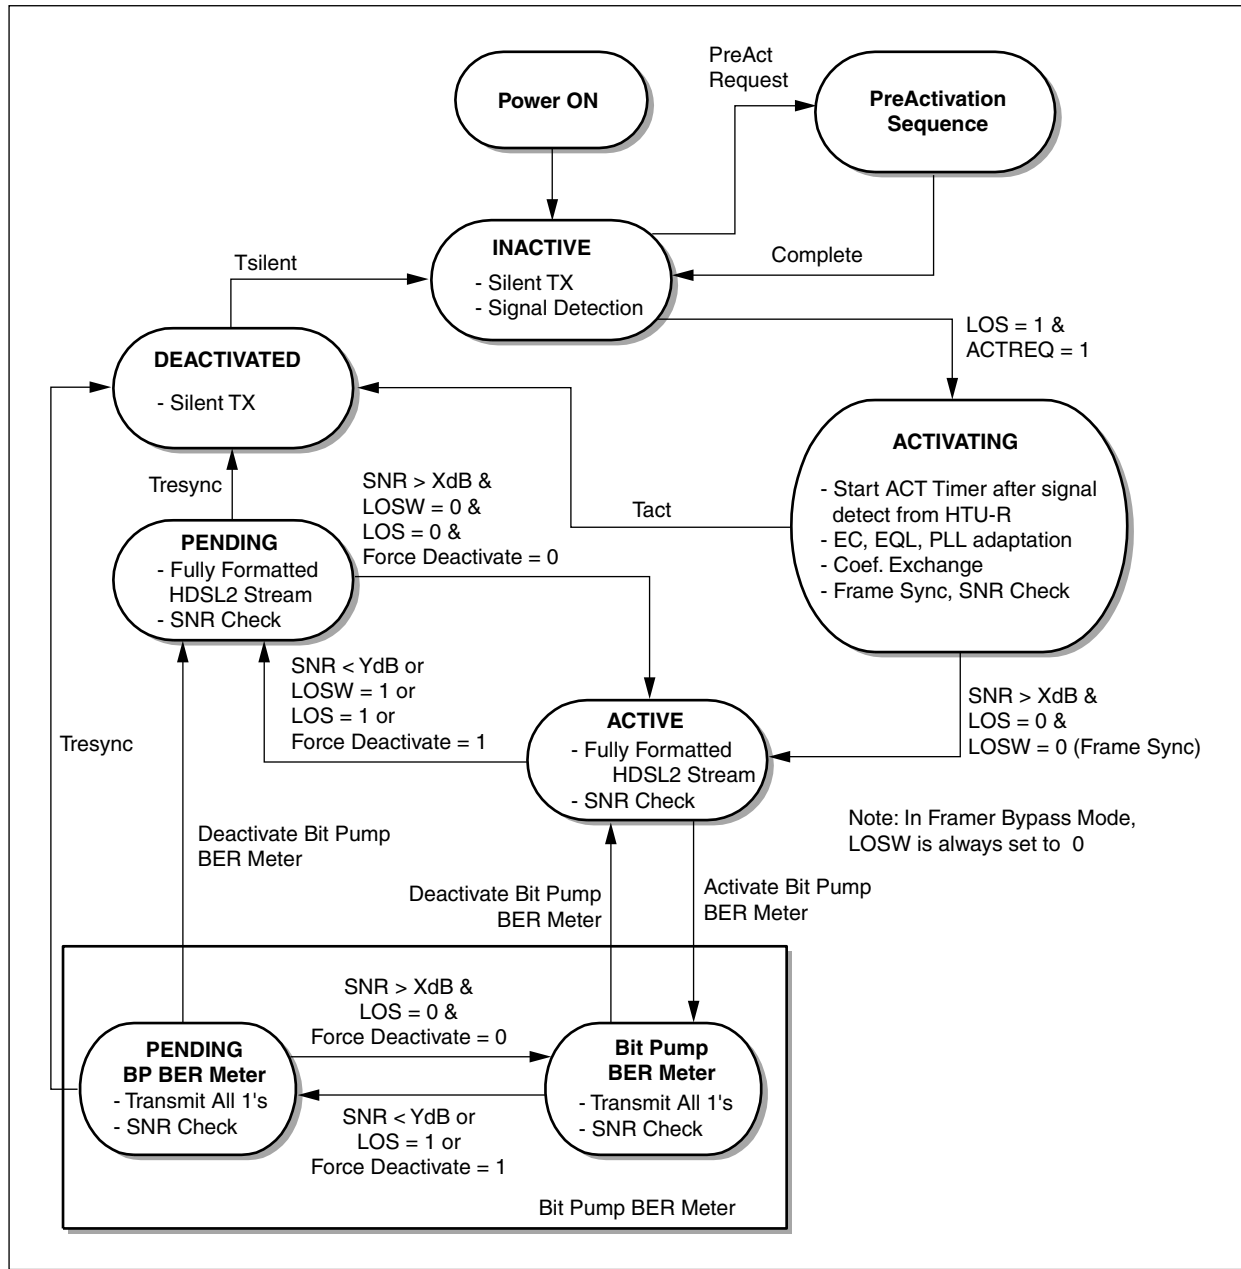 Power ON
PreAct
Request
PreActivation
Sequence
INACTIVE
- Silent TX
- Signal Detection
Complete
Tsilent
LOS = 1 &
ACTREQ = 1
DEACTIVATED
- Silent TX
ACTIVATING
- Start ACT Timer after signal
detect from HTU-R
- EC, EQL, PLL adaptation
- Coef. Exchange
- Frame Sync, SNR Check
Tresync
SNR > XdB &
LOSW = 0 &
LOS = 0 &
Force Deactivate = 0
Tact
PENDING
- Fully Formatted
HDSL2 Stream
- SNR Check
SNR < YdB or
LOSW = 1 or
LOS = 1 or
Force Deactivate = 1
SNR > XdB &
LOS = 0 &
LOSW = 0 (Frame Sync)
ACTIVE
- Fully Formatted
HDSL2 Stream
- SNR Check
Tresync
Note: In Framer Bypass Mode,
LOSW is always set to 0
Deactivate Bit Pump
BER Meter
Deactivate Bit Pump
BER Meter
Activate Bit Pump
BER Meter
SNR > XdB &
LOS = 0 &
Force Deactivate = 0
PENDING
BP BER Meter
- Transmit All 1's
- SNR Check
Bit Pump
BER Meter
- Transmit All 1's
- SNR Check
SNR < YdB or
LOS = 1 or
Force Deactivate = 1
Bit Pump BER Meter